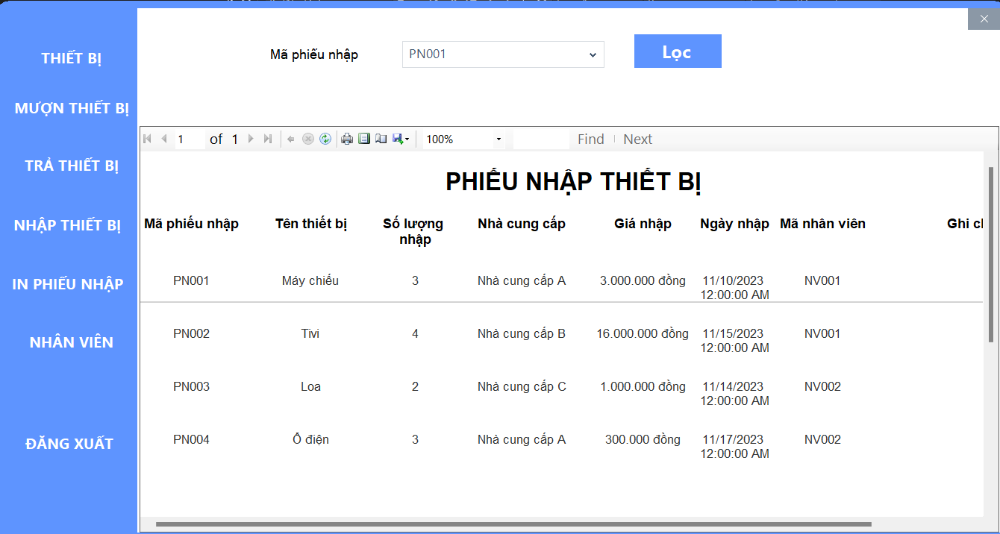 THIẾT BỊ
MƯỢN THIẾT BỊ
TRẢ THIẾT BỊ
NHẬP THIẾT BỊ
IN PHIẾU NHẬP
NHÂN VIÊN
ĐĂNG XUẤT
Mã phiếu nhập PN001 Lọc
1 of 1 100% Find Next
PHIẾU NHẬP THIẾT BỊ
Mã phiếu nhập Tên thiết bị Số lượng nhập Nhà cung cấp Giá nhập Ngày nhập Mã nhân viên Ghi
PN001 Máy chiếu 3 Nhà cung cấp A 3.000.000 đồng 11/10/2023 12:00:00 AM NV001
PN002 Tivi 4 Nhà cung cấp B 16.000.000 đồng 11/15/2023 12:00:00 AM NV001
PN003 Loa 2 Nhà cung cấp C 1.000.000 đồng 11/14/2023 12:00:00 AM NV002
PN004 Ổ điện 3 Nhà cung cấp A 300.000 đồng 11/17/2023 12:00:00 AM NV002